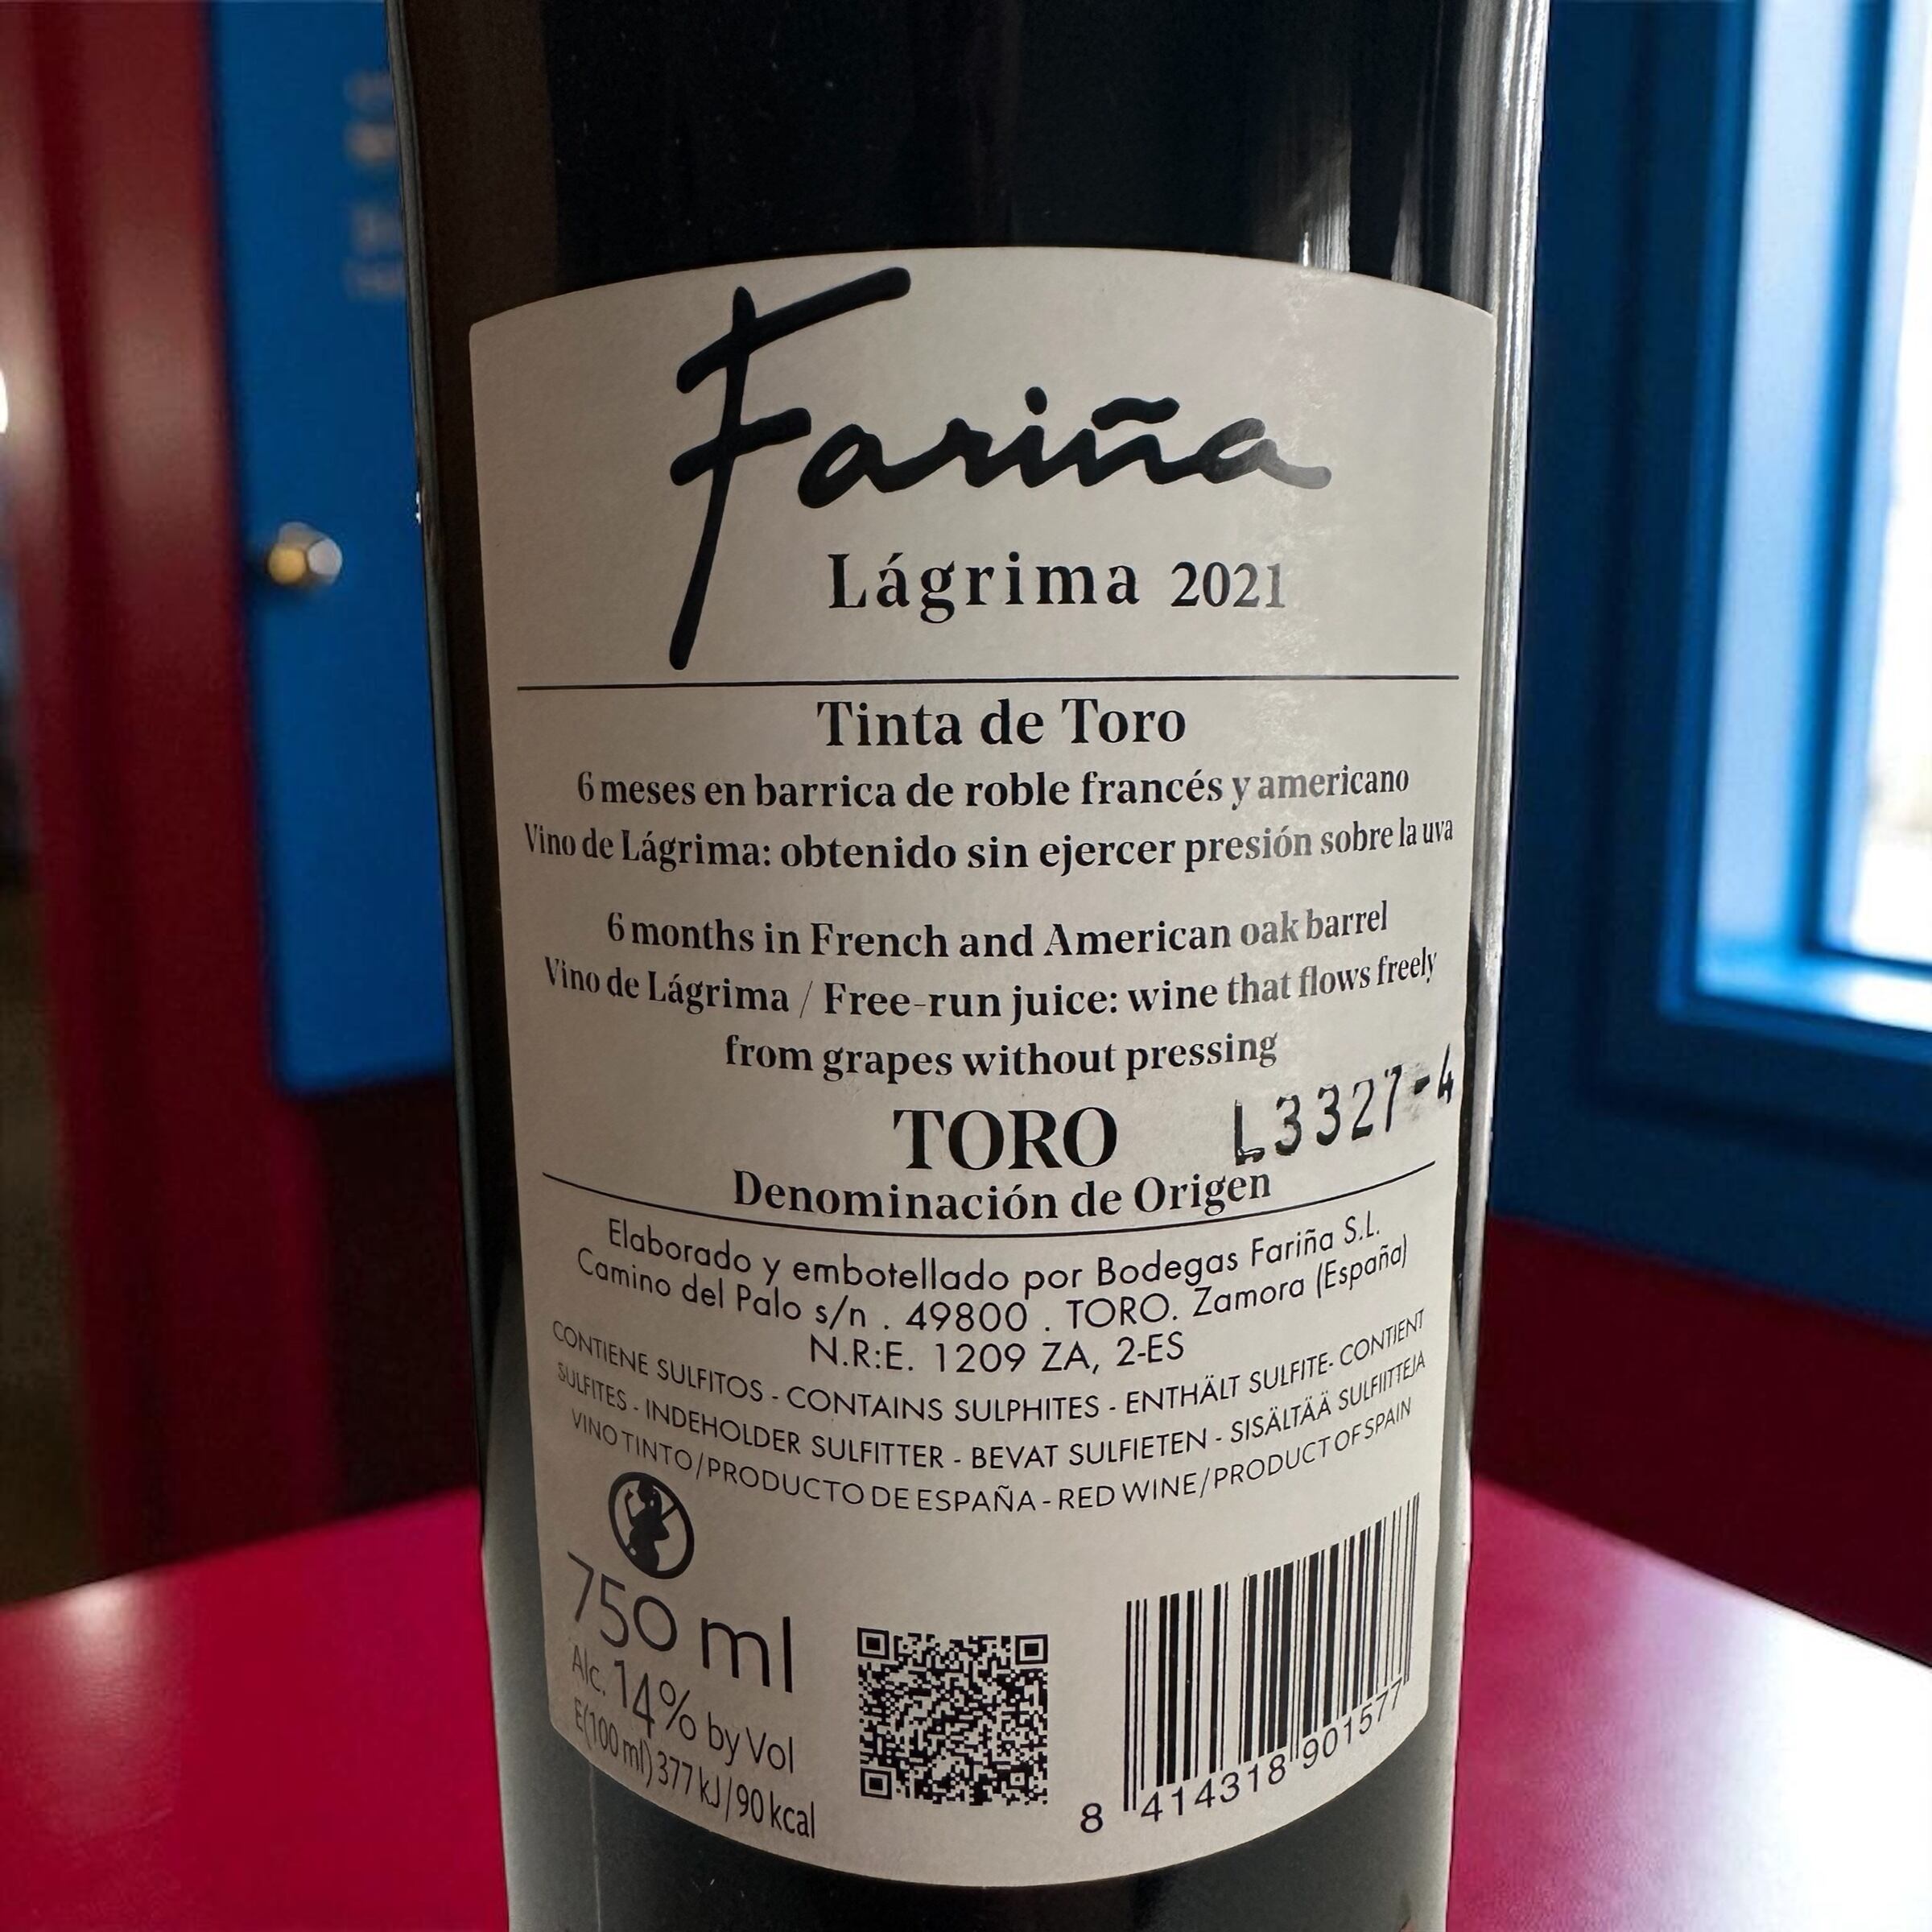 Fariña
Lágrima 2021
Tinta de Toro
6 meses en barrica de roble francés y americano
Vino de Lágrima: obtenido sin ejercer presión sobre la uva
6 months in French and American oak barrel
Vino de Lágrima / Free-run juice: wine that flows freely
from grapes without pressing
TORO
L3327-4
Denominación de Origen
Elaborado y embotellado por Bodegas Fariña S.L.
Camino del Palo s/n . 49800 . TORO. Zamora (España)
N.R:E. 1209 ZA, 2-ES
CONTIENE SULFITOS - CONTAINS SULPHITES - ENTHÄLT SULFITE- CONTIENT
SULFITES - INDEHOLDER SULFITTER - BEVAT SULFIETEN - SISÄLTÄÄ SULFIITTEJA
VINO TINTO/PRODUCTO DE ESPAÑA - RED WINE/PRODUCT OF SPAIN
750 ml
Alc. 14% by Vol
E(100 ml) 377 kJ/90 kcal
8 414318 901577